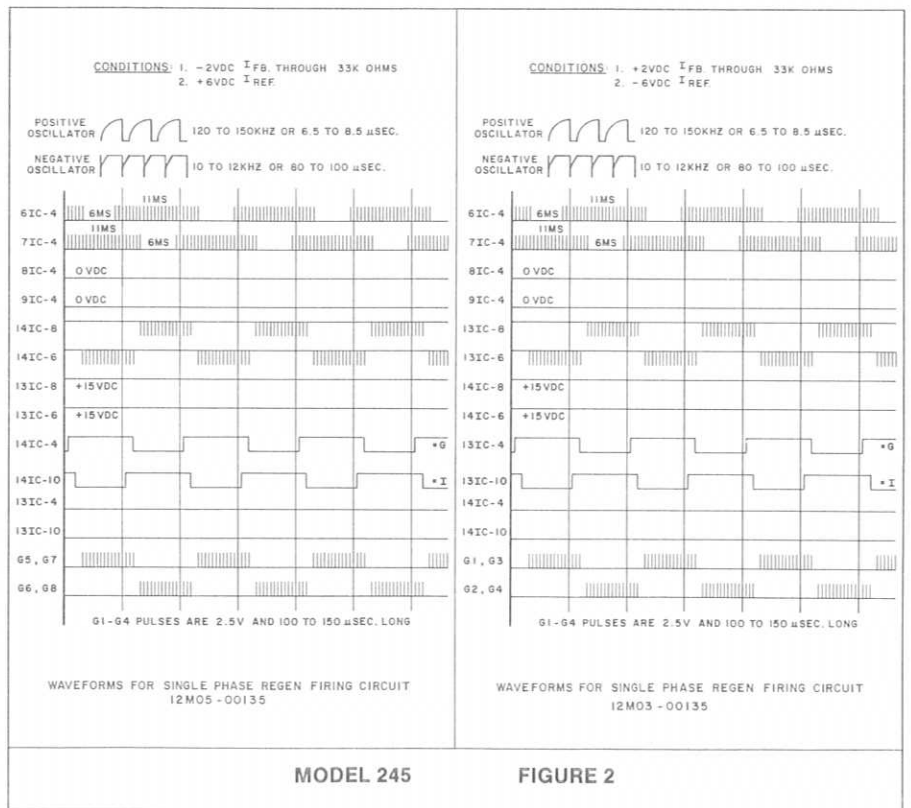 CONDITIONS: 1. -2VDC I FB. THROUGH 33K OHMS
2. +6VDC I REF.
POSITIVE OSCILLATOR 120 TO 150KHZ OR 6.5 TO 8.5 µSEC.
NEGATIVE OSCILLATOR 10 TO 12KHZ OR 80 TO 100 µSEC.
11MS
6IC-4 6MS
11MS
7IC-4 6MS
8IC-4 0 VDC
9IC-4 0 VDC
14IC-8
14IC-6
13IC-8 +15VDC
13IC-6 +15VDC
14IC-4 *G
14IC-10 *I
13IC-4
13IC-10
G5, G7
G6, G8
G1-G4 PULSES ARE 2.5V AND 100 TO 150 µSEC. LONG
WAVEFORMS FOR SINGLE PHASE REGEN FIRING CIRCUIT
12M05-00135
CONDITIONS: 1. +2VDC I FB. THROUGH 33K OHMS
2. -6VDC I REF.
POSITIVE OSCILLATOR 120 TO 150KHZ OR 6.5 TO 8.5 µSEC.
NEGATIVE OSCILLATOR 10 TO 12KHZ OR 80 TO 100 µSEC.
11MS
6IC-4 6MS
11MS
7IC-4 6MS
8IC-4 0 VDC
9IC-4 0 VDC
13IC-8
13IC-6
14IC-8 +15VDC
14IC-6 +15VDC
13IC-4 *G
13IC-10 *I
14IC-4
14IC-10
G1, G3
G2, G4
G1-G4 PULSES ARE 2.5V AND 100 TO 150 µSEC. LONG
WAVEFORMS FOR SINGLE PHASE REGEN FIRING CIRCUIT
12M03-00135
MODEL 245 FIGURE 2